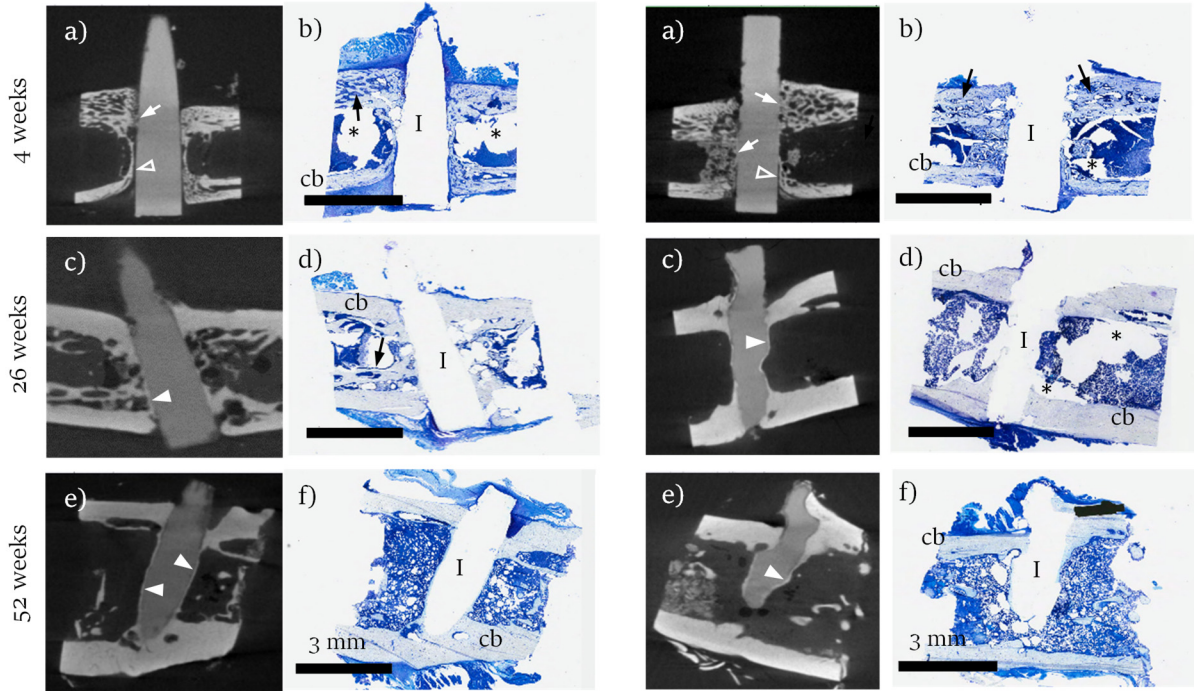 4 weeks
a)
b)
I
*
*
cb
a)
b)
I
cb
*
26 weeks
c)
d)
cb
I
c)
d)
cb
I
*
*
cb
52 weeks
e)
f)
I
cb
3 mm
e)
f)
cb
I
3 mm